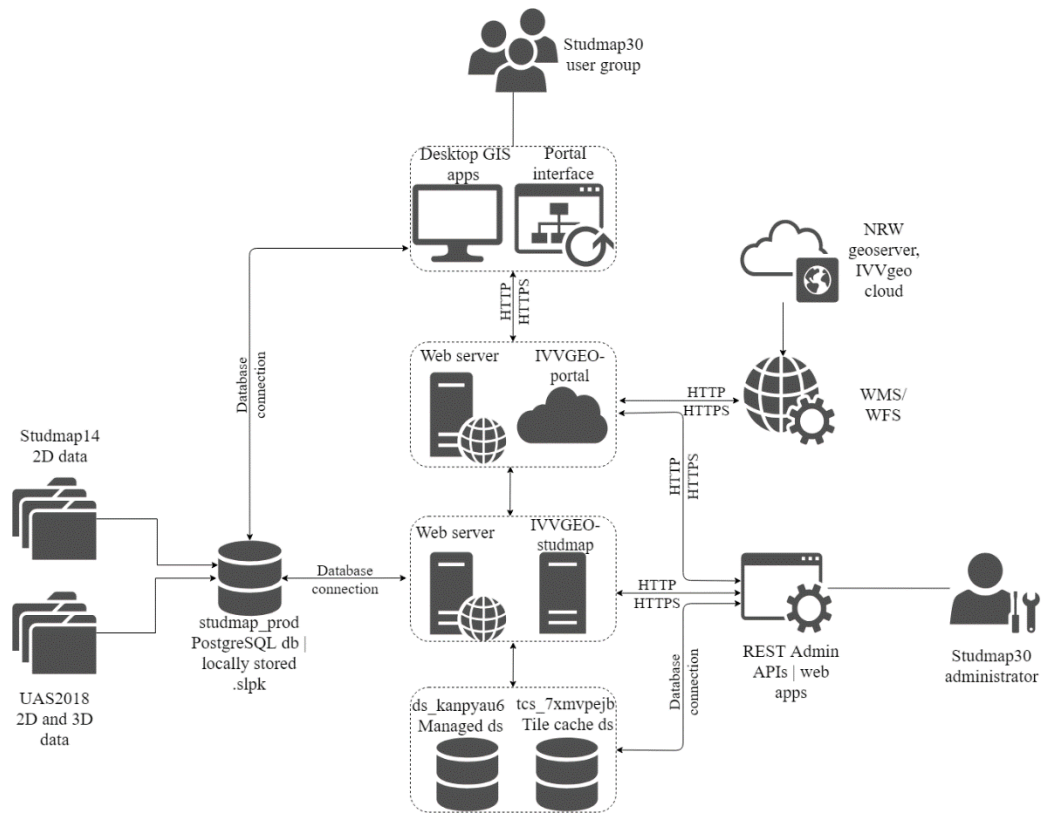 Studmap30
user group
Desktop GIS
apps
Portal
interface
NRW
geoserver,
IVVgeo
cloud
HTTP
HTTPS
Database
connection
Web server
IVVGEO-
portal
HTTP
HTTPS
WMS/
WFS
Studmap14
2D data
HTTP
HTTPS
Web server
IVVGEO-
studmap
Database
connection
HTTP
HTTPS
studmap_prod
PostgreSQL db |
locally stored
.slpk
REST Admin
APIs | web
apps
Studmap30
administrator
Database
connection
UAS2018
2D and 3D
data
ds_kanpyau6
Managed ds
tcs_7xmvpejb
Tile cache ds